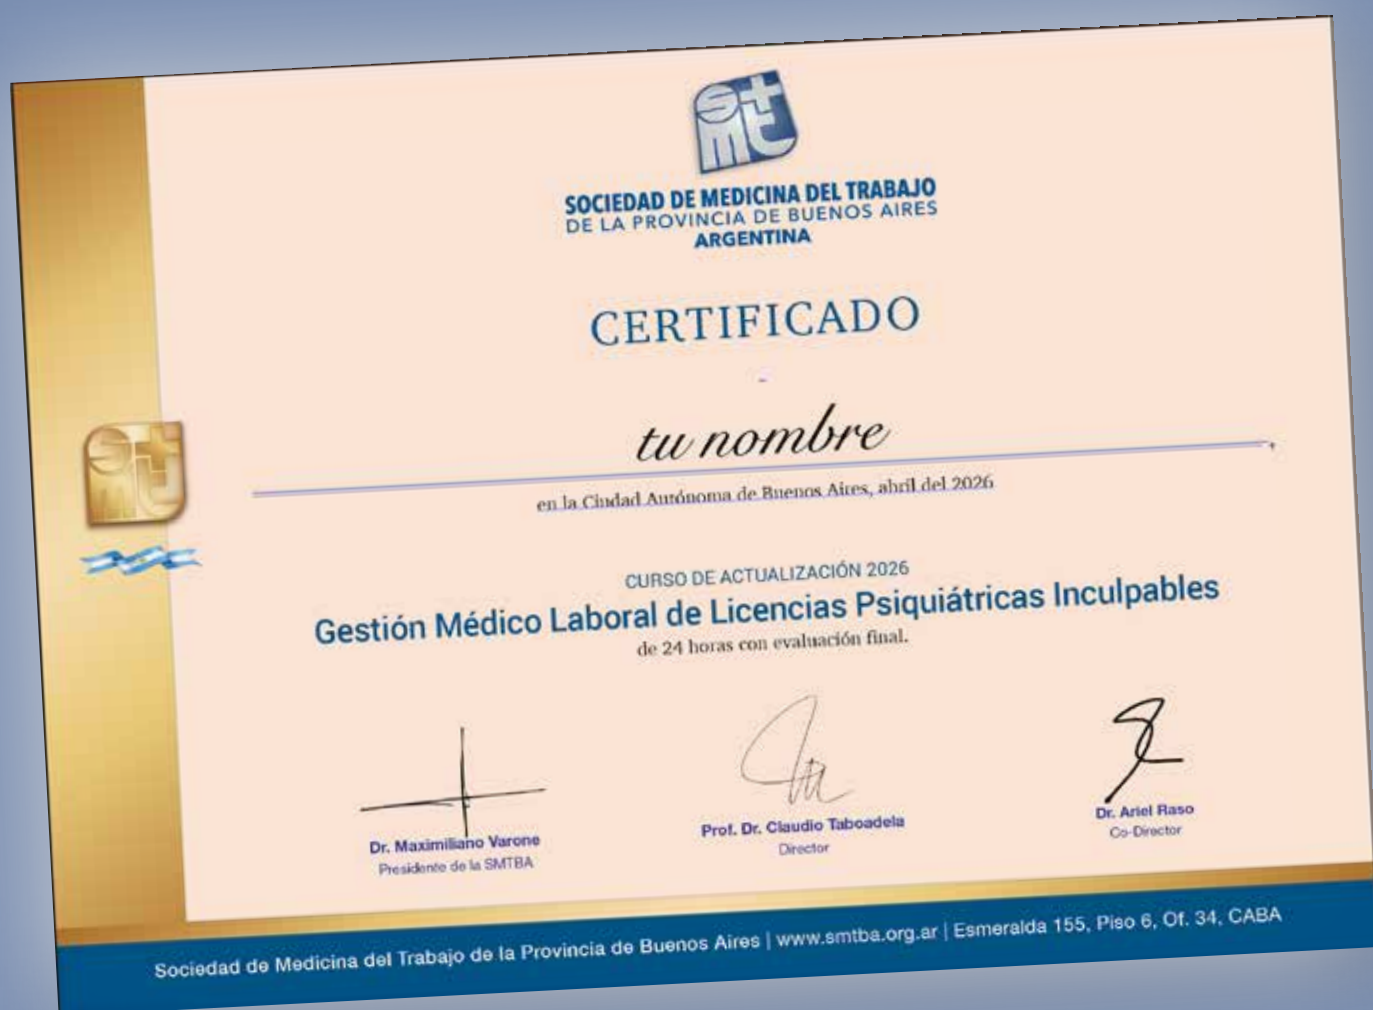 s+
mt
SOCIEDAD DE MEDICINA DEL TRABAJO
DE LA PROVINCIA DE BUENOS AIRES
ARGENTINA
CERTIFICADO
tu nombre
en la Ciudad Autónoma de Buenos Aires, abril del 2026
CURSO DE ACTUALIZACIÓN 2026
Gestión Médico Laboral de Licencias Psiquiátricas Inculpables
de 24 horas con evaluación final.
Dr. Maximiliano Varone
Presidente de la SMTBA
Prof. Dr. Claudio Taboadela
Director
Dr. Ariel Raso
Co-Director
Sociedad de Medicina del Trabajo de la Provincia de Buenos Aires | www.smtba.org.ar | Esmeralda 155, Piso 6, Of. 34, CABA